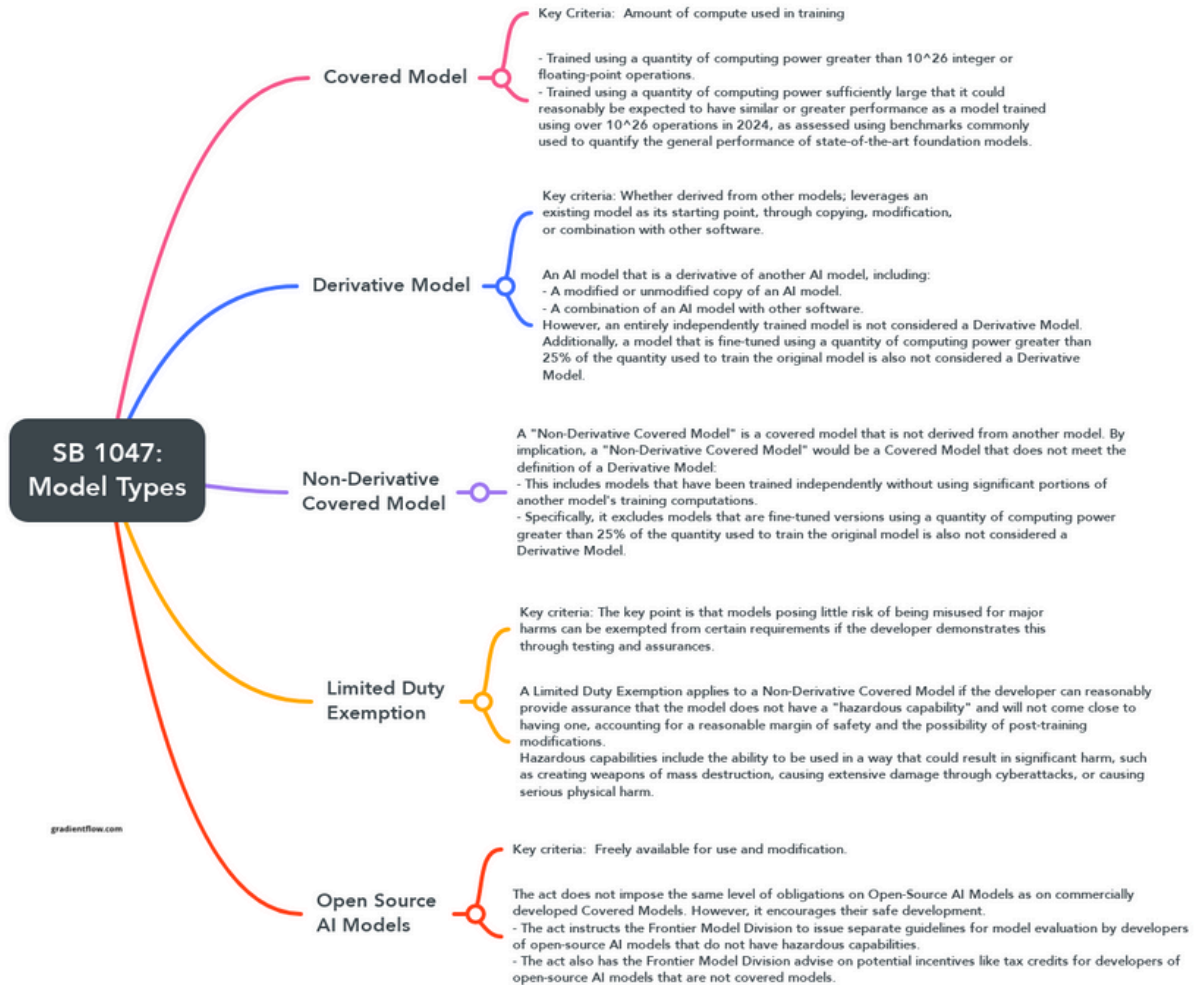 Key Criteria:  Amount of compute used in training
- Trained using a quantity of computing power greater than 10^26 integer or
floating-point operations.
- Trained using a quantity of computing power sufficiently large that it could
reasonably be expected to have similar or greater performance as a model trained
using over 10^26 operations in 2024, as assessed using benchmarks commonly
used to quantify the general performance of state-of-the-art foundation models.
Covered Model
Key criteria: Whether derived from other models; leverages an
existing model as its starting point, through copying, modification,
or combination with other software.
An AI model that is a derivative of another AI model, including:
- A modified or unmodified copy of an AI model.
- A combination of an AI model with other software.
However, an entirely independently trained model is not considered a Derivative Model.
Additionally, a model that is fine-tuned using a quantity of computing power greater than
25% of the quantity used to train the original model is also not considered a Derivative
Model.
Derivative Model
SB 1047:
Model Types
A "Non-Derivative Covered Model" is a covered model that is not derived from another model. By
implication, a "Non-Derivative Covered Model" would be a Covered Model that does not meet the
definition of a Derivative Model:
- This includes models that have been trained independently without using significant portions of
another model's training computations.
- Specifically, it excludes models that are fine-tuned versions using a quantity of computing power
greater than 25% of the quantity used to train the original model is also not considered a
Derivative Model.
Non-Derivative
Covered Model
Key criteria: The key point is that models posing little risk of being misused for major
harms can be exempted from certain requirements if the developer demonstrates this
through testing and assurances.
A Limited Duty Exemption applies to a Non-Derivative Covered Model if the developer can reasonably
provide assurance that the model does not have a "hazardous capability" and will not come close to
having one, accounting for a reasonable margin of safety and the possibility of post-training
modifications.
Hazardous capabilities include the ability to be used in a way that could result in significant harm, such
as creating weapons of mass destruction, causing extensive damage through cyberattacks, or causing
serious physical harm.
Limited Duty
Exemption
gradientflow.com
Key criteria:  Freely available for use and modification.
The act does not impose the same level of obligations on Open-Source AI Models as on commercially
developed Covered Models. However, it encourages their safe development.
- The act instructs the Frontier Model Division to issue separate guidelines for model evaluation by developers
of open-source AI models that do not have hazardous capabilities.
- The act also has the Frontier Model Division advise on potential incentives like tax credits for developers of
open-source AI models that are not covered models.
Open Source
AI Models